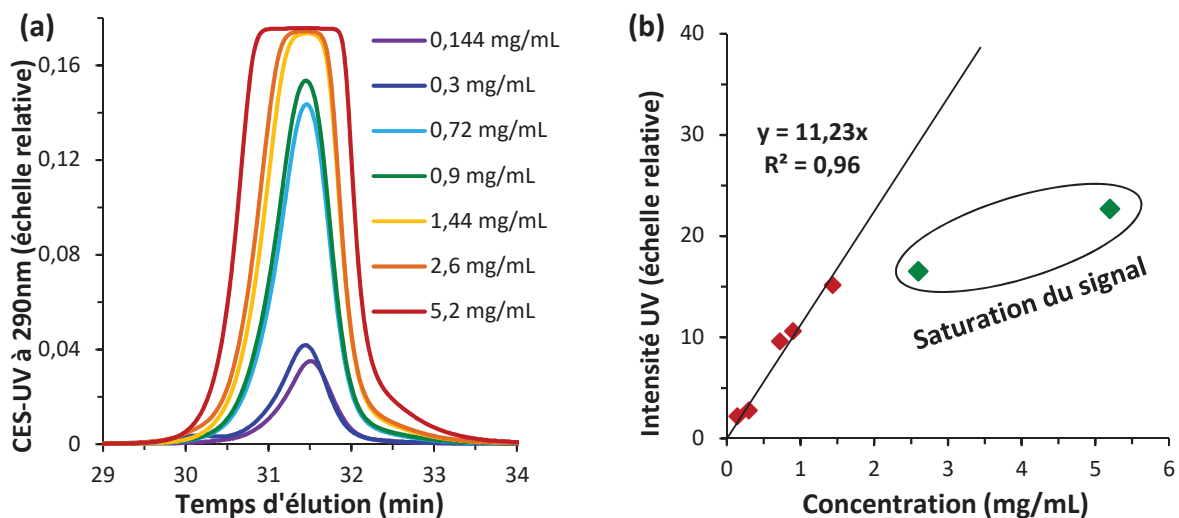 (a)
CES-UV à 290nm (échelle relative)
0,16
0,12
0,08
0,04
0
29
30
31
32
33
34
Temps d'élution (min)
0,144 mg/mL
0,3 mg/mL
0,72 mg/mL
0,9 mg/mL
1,44 mg/mL
2,6 mg/mL
5,2 mg/mL
(b)
Intensité UV (échelle relative)
40
30
20
10
0
0
1
2
3
4
5
6
Concentration (mg/mL)
y = 11,23x
R² = 0,96
Saturation du signal